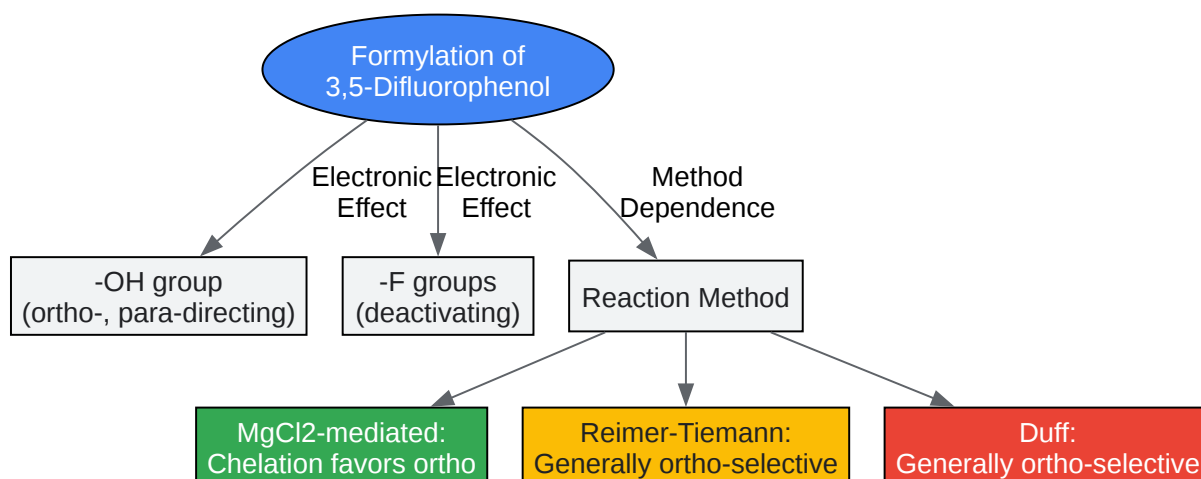 Formylation of
3,5-Difluorophenol
Electronic
Effect
Electronic
Effect
Method
Dependence
-OH group
(ortho-, para-directing)
-F groups
(deactivating)
Reaction Method
MgCl2-mediated:
Chelation favors ortho
Reimer-Tiemann:
Generally ortho-selective
Duff:
Generally ortho-selective